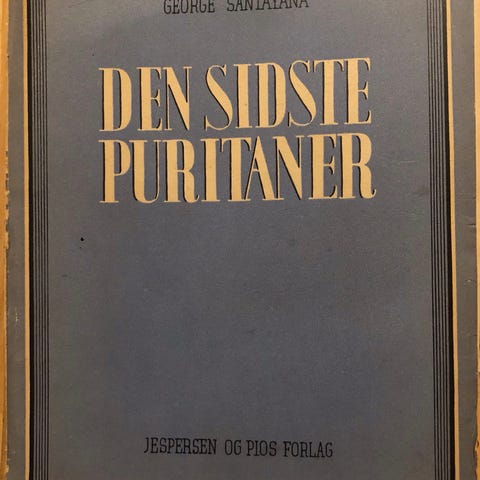 GEORGE SANTAYANA
DEN SIDSTE
PURITANER
JESPERSEN OG PIOS FORLAG